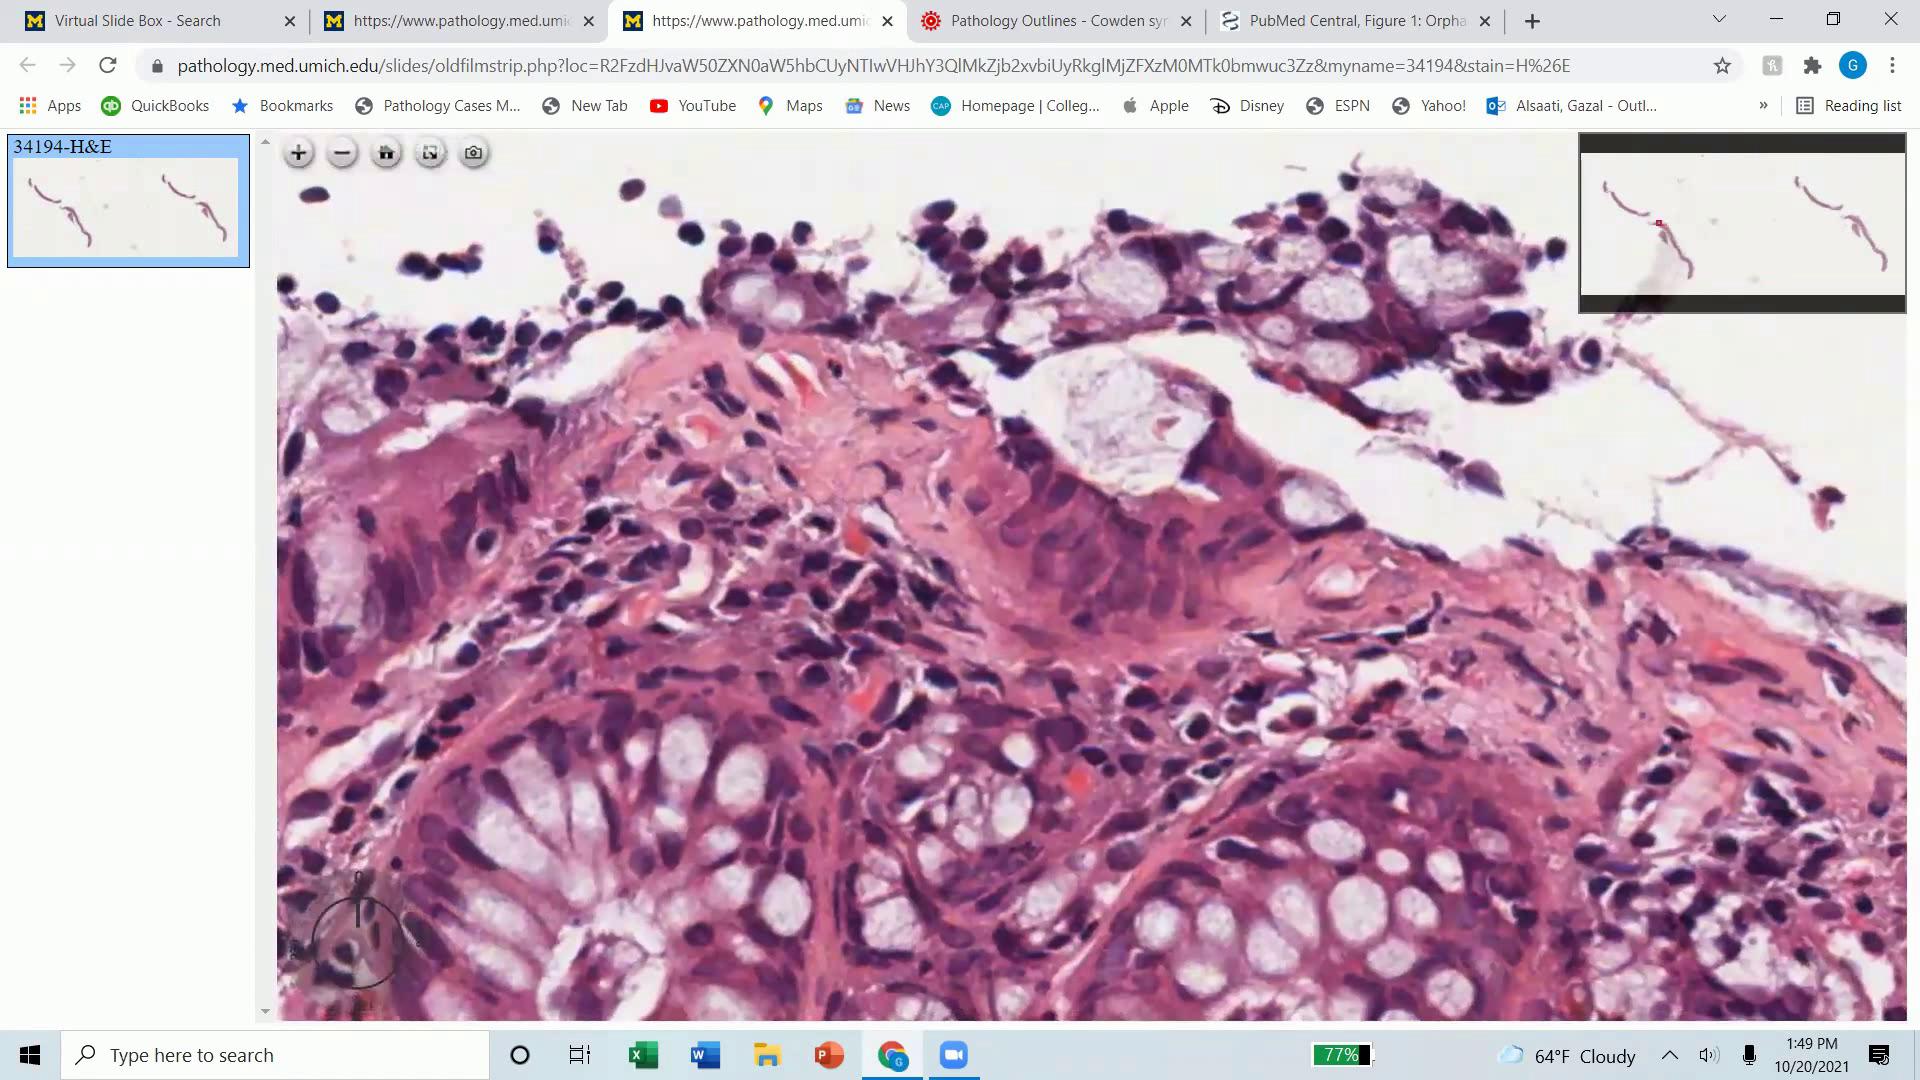 Virtual Slide Box - Search
https://www.pathology.med.umic
https://www.pathology.med.umic
Pathology Outlines - Cowden syn
PubMed Central, Figure 1: Orpha
pathology.med.umich.edu/slides/oldfilmstrip.php?loc=R2FzdHJvaW50ZXN0aW5hbCUyNTIwVHJhY3QlMkZjb2xvbiUyRkglMjZFXzM0MTk0bmwuc3Zz&myname=34194&stain=H%26E
G
Apps
QuickBooks
Bookmarks
Pathology Cases M...
New Tab
YouTube
Maps
News
CAP
Homepage | Colleg...
Apple
Disney
ESPN
Yahoo!
Alsaati, Gazal - Outl...
»
Reading list
34194-H&E
Type here to search
77%
64°F Cloudy
1:49 PM
10/20/2021